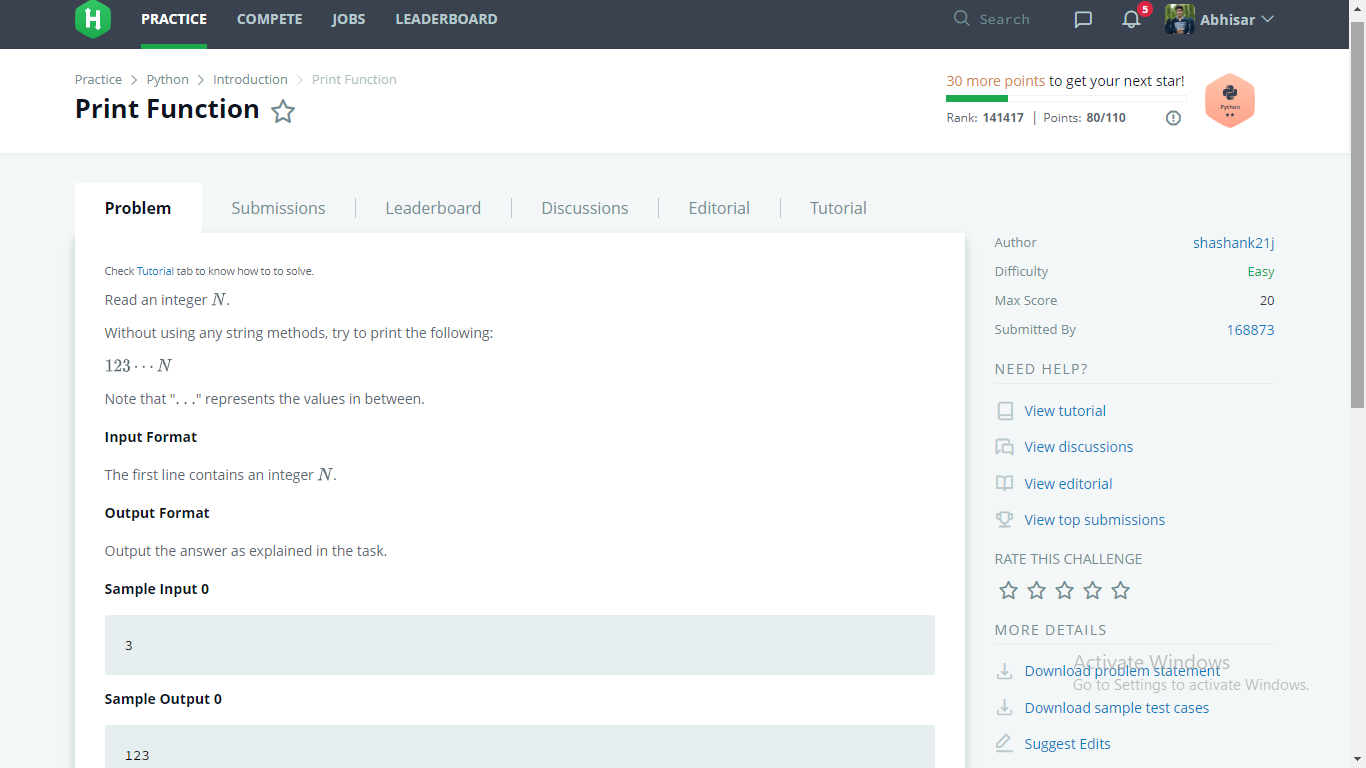 PRACTICE COMPETE JOBS LEADERBOARD Search 5 Abhisar
Practice > Python > Introduction > Print Function
Print Function
30 more points to get your next star!
Rank: 141417 | Points: 80/110
Python
Problem Submissions Leaderboard Discussions Editorial Tutorial
Check Tutorial tab to know how to to solve.
Read an integer N.
Without using any string methods, try to print the following:
123⋯N
Note that "..." represents the values in between.
Input Format
The first line contains an integer N.
Output Format
Output the answer as explained in the task.
Sample Input 0
3
Sample Output 0
123
Author shashank21j
Difficulty Easy
Max Score 20
Submitted By 168873
NEED HELP?
View tutorial
View discussions
View editorial
View top submissions
RATE THIS CHALLENGE
MORE DETAILS
Download problem statement
Download sample test cases
Suggest Edits
Activate Windows
Go to Settings to activate Windows.